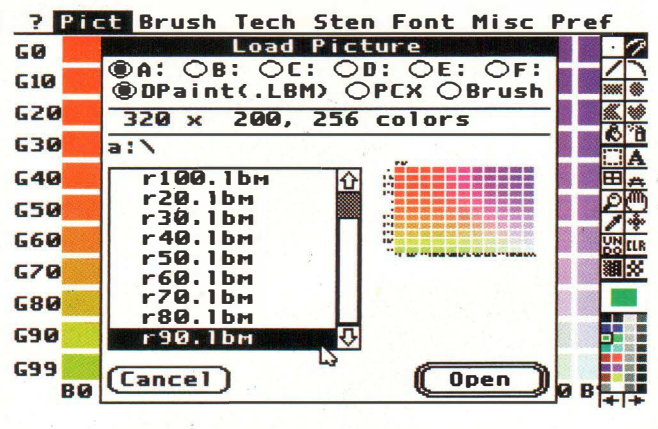 ? Pict Brush Tech Sten Font Misc Pref
Load Picture
A: B: C: D: E: F:
DPaint(.LBM) PCX Brush
320 x 200, 256 colors
a:\
r100.lbm
r20.lbm
r30.lbm
r40.lbm
r50.lbm
r60.lbm
r70.lbm
r80.lbm
r90.lbm
Cancel
Open
G0
G10
G20
G30
G40
G50
G60
G70
G80
G90
G99
B0
0 B
A
UN
DO
CLR